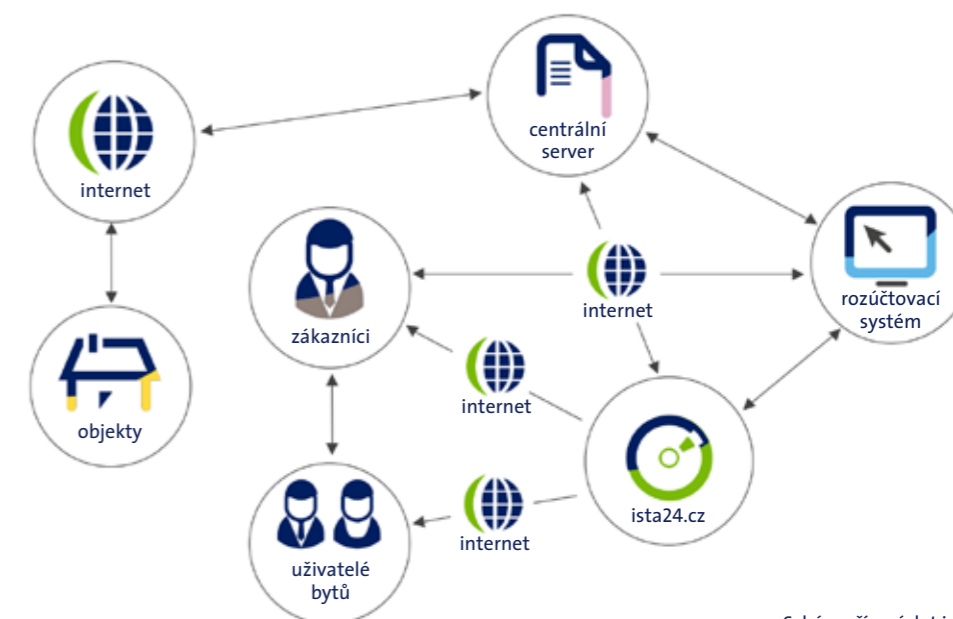 centrální
server
internet
rozúčtovací
systém
internet
zákazníci
internet
objekty
ista24.cz
internet
uživatelé
bytů